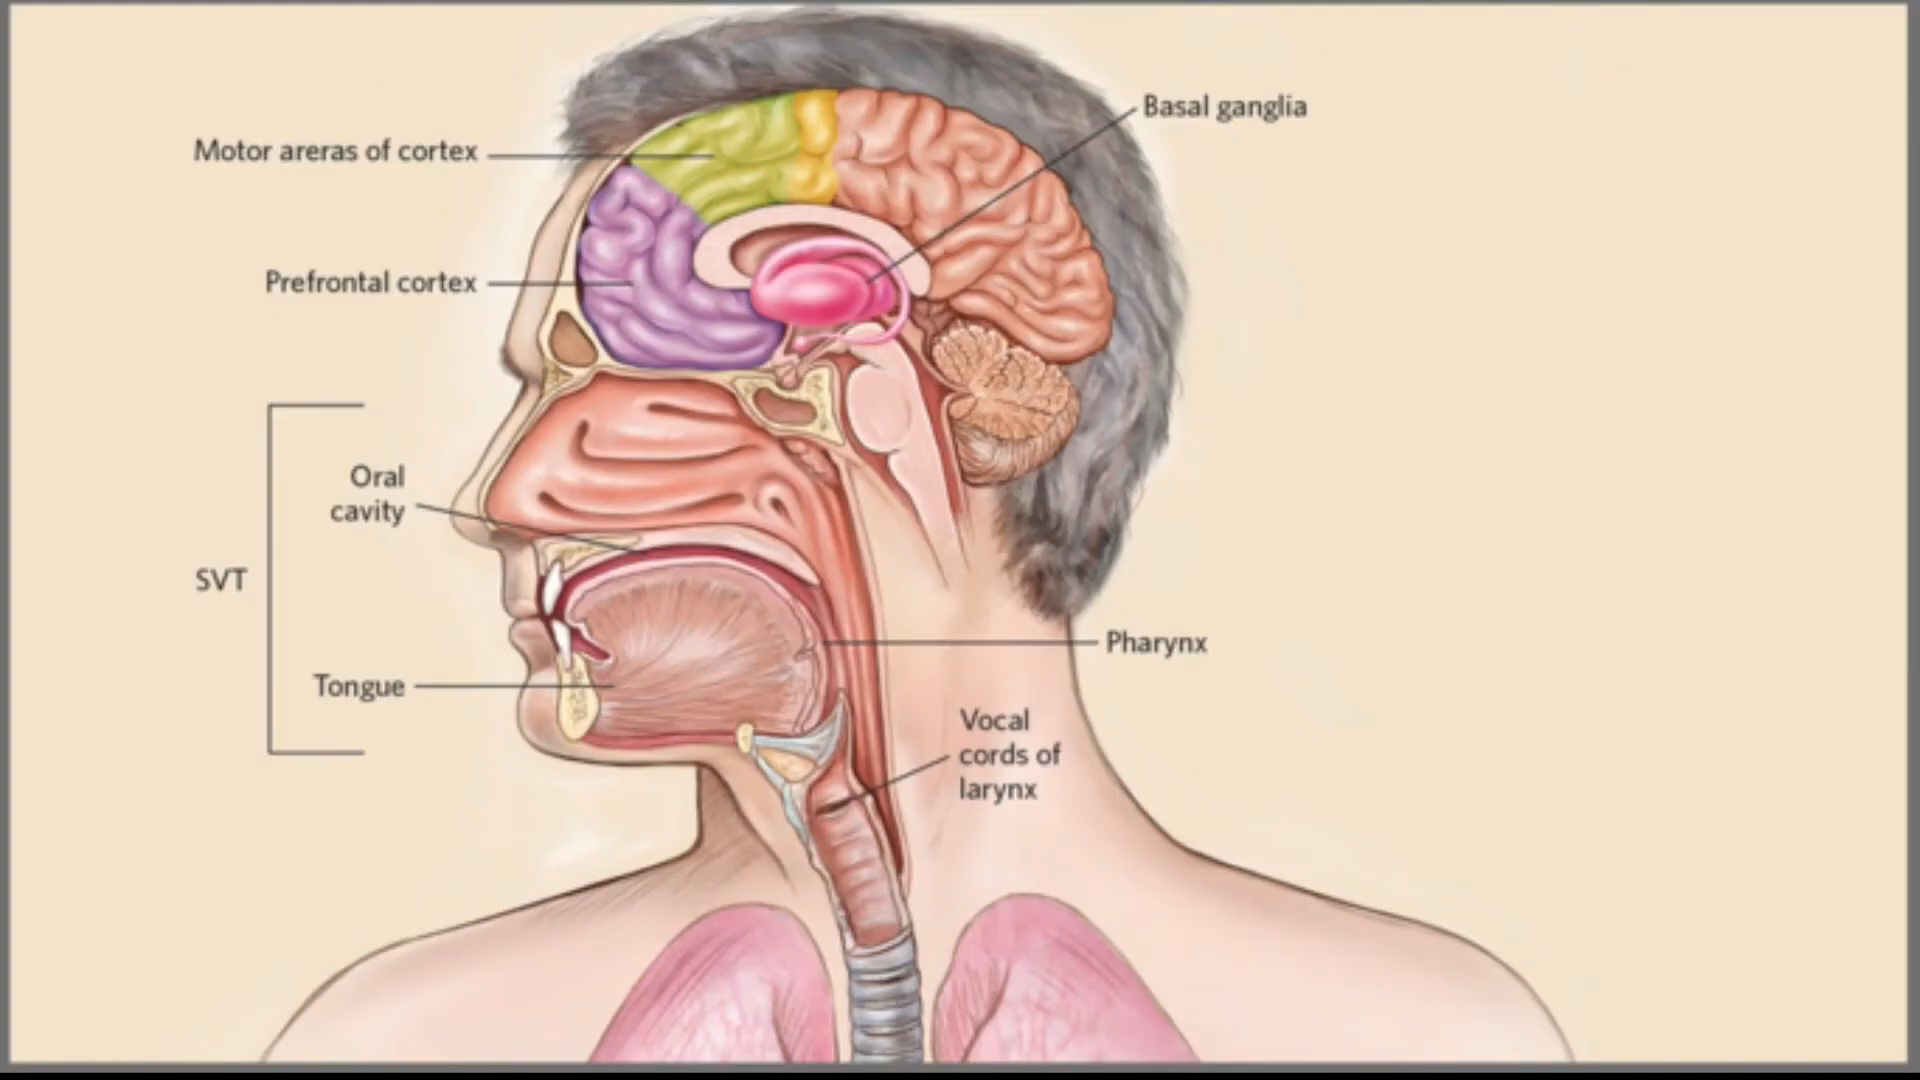 Basal ganglia
Motor areras of cortex
Prefrontal cortex
Oral
cavity
SVT
Pharynx
Tongue
Vocal
cords of
larynx